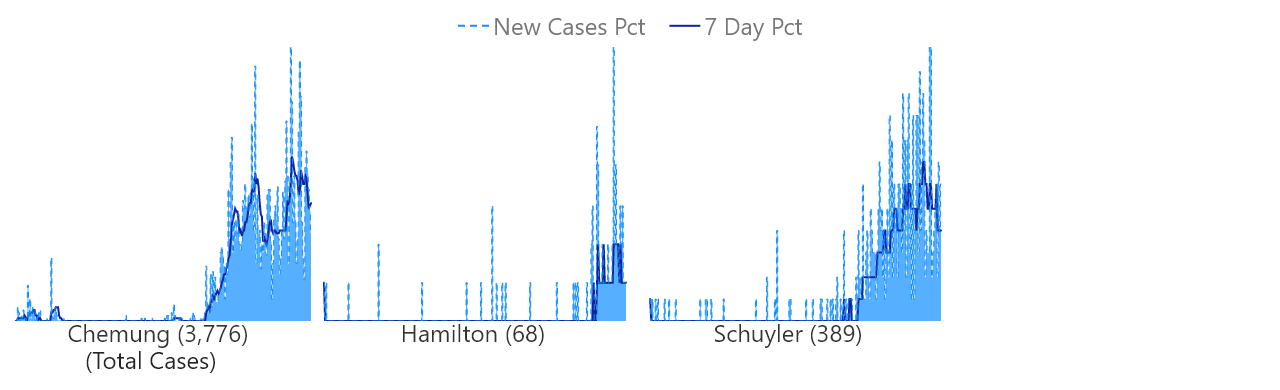 New Cases Pct 7 Day Pct
Chemung (3,776) Hamilton (68) Schuyler (389)
(Total Cases)